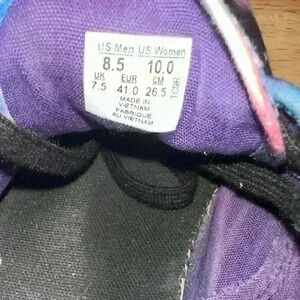 US Men US Women
8.5 10.0
UK EUR CM
7.5 41.0 26.5
MADE IN
VIETNAM
FABRIQUE
AU VIETNAM